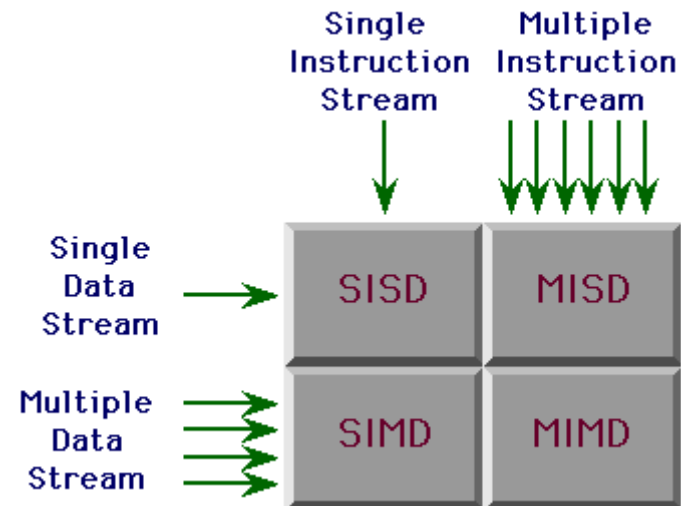 Single Multiple
Instruction Instruction
Stream Stream
Single
Data
Stream
SISD MISD
Multiple
Data
Stream
SIMD MIMD